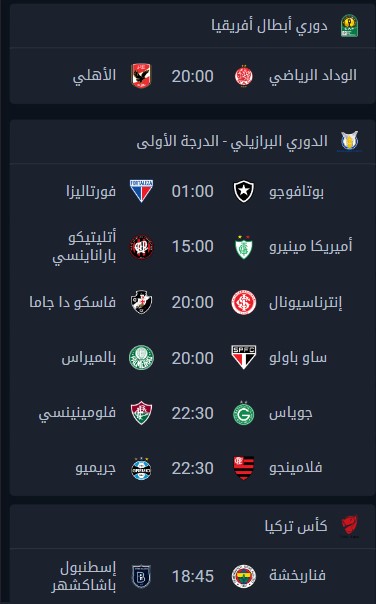 دوري أبطال أفريقيا
الوداد الرياضي 20:00 الأهلي
الدوري البرازيلي - الدرجة الأولى
بوتافوجو 01:00 فورتاليزا
أميريكا مينيرو 15:00 أتليتيكو باراناينسي
إنترناسيونال 20:00 فاسكو دا جاما
ساو باولو 20:00 بالميراس
جوياس 22:30 فلومينينسي
فلامينجو 22:30 جريميو
كأس تركيا
فناربخشة 18:45 إسطنبول باشاكشهر